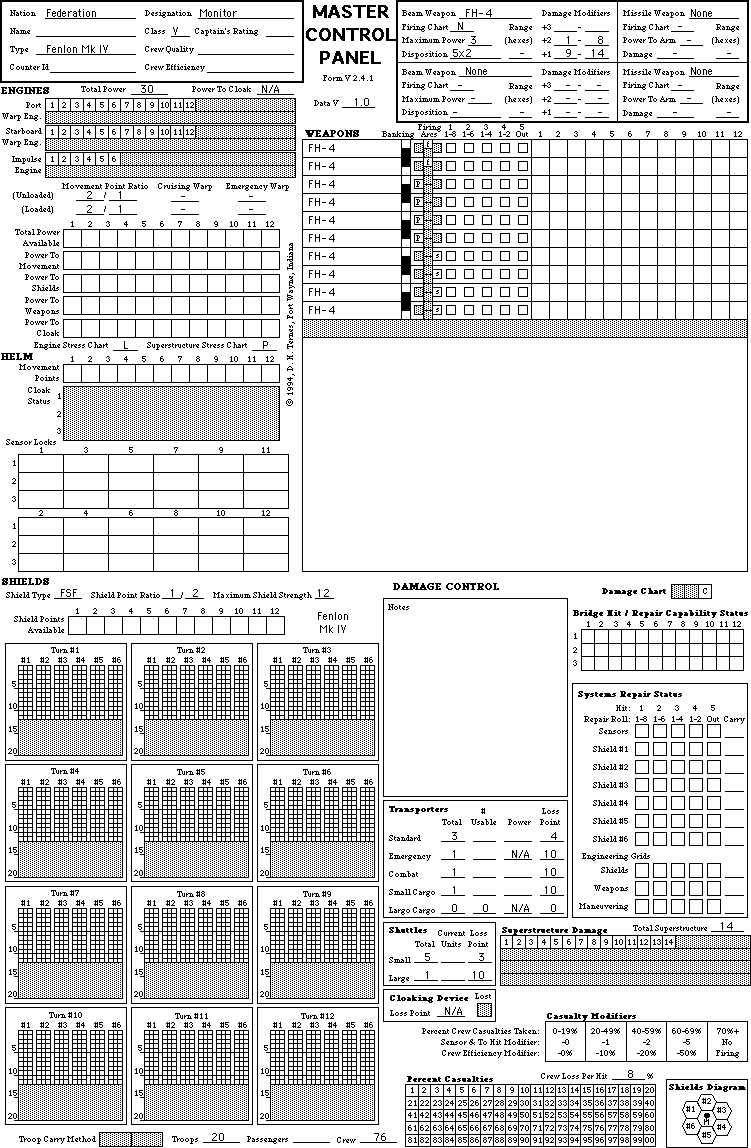 Nation Federation Designation Monitor
Name Class V Captain's Rating
Type Fenlon Mk IV Crew Quality
Counter Id Crew Efficiency
MASTER
CONTROL
PANEL
Form V 2.4.1
Data V 1.0
Beam Weapon FH-4 Damage Modifiers
Firing Chart N +3 - Range
Maximum Power 3 +2 1 - 8 (hexes)
Disposition 5x2 +1 9 - 14
Missile Weapon None
Firing Chart - Range
Power To Arm - (hexes)
Damage - -
Beam Weapon None Damage Modifiers
Firing Chart - +3 - - - Range
Maximum Power - +2 - - - (hexes)
Disposition - +1 - - -
Missile Weapon None
Firing Chart - Range
Power To Arm - (hexes)
Damage - -
ENGINES Total Power 30 Power To Cloak N/A
Port Warp Eng. 1 2 3 4 5 6 7 8 9 10 11 12
Starboard Warp Eng. 1 2 3 4 5 6 7 8 9 10 11 12
Impulse Engine 1 2 3 4 5 6
Movement Point Ratio Cruising Warp Emergency Warp
(Unloaded) 2 / 1 - -
(Loaded) 2 / 1 - -
1 2 3 4 5 6 7 8 9 10 11 12
Total Power Available
Power To Movement
Power To Shields
Power To Weapons
Power To Cloak
Engine Stress Chart L Superstructure Stress Chart P
© 1994, D. H. Ternes, Fort Wayne, Indiana
HELM
1 2 3 4 5 6 7 8 9 10 11 12
Movement Points
Cloak Status 1
2
3
Sensor Locks
1 3 5 7 9 11
1
2
3
2 4 6 8 10 12
1
2
3
WEAPONS Banking Firing Arcs 1 2 3 4 5
1-8 1-6 1-4 1-2 Out 1 2 3 4 5 6 7 8 9 10 11 12
FH-4 f
FH-4 f
FH-4 p
FH-4 p
FH-4 p
FH-4 p
FH-4 s
FH-4 s
FH-4 s
FH-4 s
SHIELDS
Shield Type FSF Shield Point Ratio 1 / 2 Maximum Shield Strength 12
1 2 3 4 5 6 7 8 9 10 11 12
Shield Points Available
Fenlon
Mk IV
Turn #1 Turn #2 Turn #3
#1 #2 #3 #4 #5 #6 #1 #2 #3 #4 #5 #6 #1 #2 #3 #4 #5 #6
5 5 5
10 10 10
15 15 15
20 20 20
Turn #4 Turn #5 Turn #6
#1 #2 #3 #4 #5 #6 #1 #2 #3 #4 #5 #6 #1 #2 #3 #4 #5 #6
5 5 5
10 10 10
15 15 15
20 20 20
Turn #7 Turn #8 Turn #9
#1 #2 #3 #4 #5 #6 #1 #2 #3 #4 #5 #6 #1 #2 #3 #4 #5 #6
5 5 5
10 10 10
15 15 15
20 20 20
Turn #10 Turn #11 Turn #12
#1 #2 #3 #4 #5 #6 #1 #2 #3 #4 #5 #6 #1 #2 #3 #4 #5 #6
5 5 5
10 10 10
15 15 15
20 20 20
Troop Carry Method Troops 20 Passengers Crew 76
DAMAGE CONTROL
Notes
Damage Chart C
Bridge Hit / Repair Capability Status
1 2 3 4 5 6 7 8 9 10 11 12
1
2
3
Systems Repair Status
Hit: 1 2 3 4 5
Repair Roll: 1-8 1-6 1-4 1-2 Out Carry
Sensors
Shield #1
Shield #2
Shield #3
Shield #4
Shield #5
Shield #6
Engineering Grids
Shields
Weapons
Maneuvering
Transporters Total # Usable Power Loss Point
Standard 3 4
Emergency 1 N/A 10
Combat 1 10
Small Cargo 1 10
Largo Cargo 0 0 N/A 0
Shuttles Total Current Units Loss Point
Small 5 3
Large 1 10
Cloaking Device Lost
Loss Point N/A
Superstructure Damage Total Superstructure 14
1 2 3 4 5 6 7 8 9 10 11 12 13 14
Casualty Modifiers
Percent Crew Casualties Taken: 0-19% 20-49% 40-59% 60-69% 70%+
Sensor & To Hit Modifier: -0 -1 -2 -5 No
Crew Efficiency Modifier: -0% -10% -20% -50% Firing
Crew Loss Per Hit 8 %
Percent Casualties
1 2 3 4 5 6 7 8 9 10 11 12 13 14 15 16 17 18 19 20
21 22 23 24 25 26 27 28 29 30 31 32 33 34 35 36 37 38 39 40
41 42 43 44 45 46 47 48 49 50 51 52 53 54 55 56 57 58 59 60
61 62 63 64 65 66 67 68 69 70 71 72 73 74 75 76 77 78 79 80
81 82 83 84 85 86 87 88 89 90 91 92 93 94 95 96 97 98 99 00
Shields Diagram
#2
#1 #3
M
#6 #4
#5